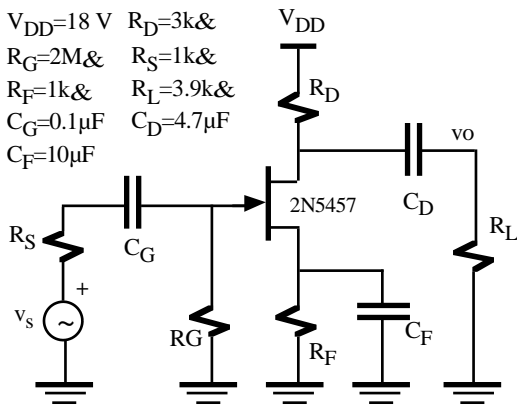 V_DD=18 V R_D=3k&
R_G=2M& R_S=1k&
R_F=1k& R_L=3.9k&
C_G=0.1µF C_D=4.7µF
C_F=10µF
V_DD
R_D
vo
2N5457
C_D
R_S
C_G
R_L
+
v_s
~
RG
R_F
C_F